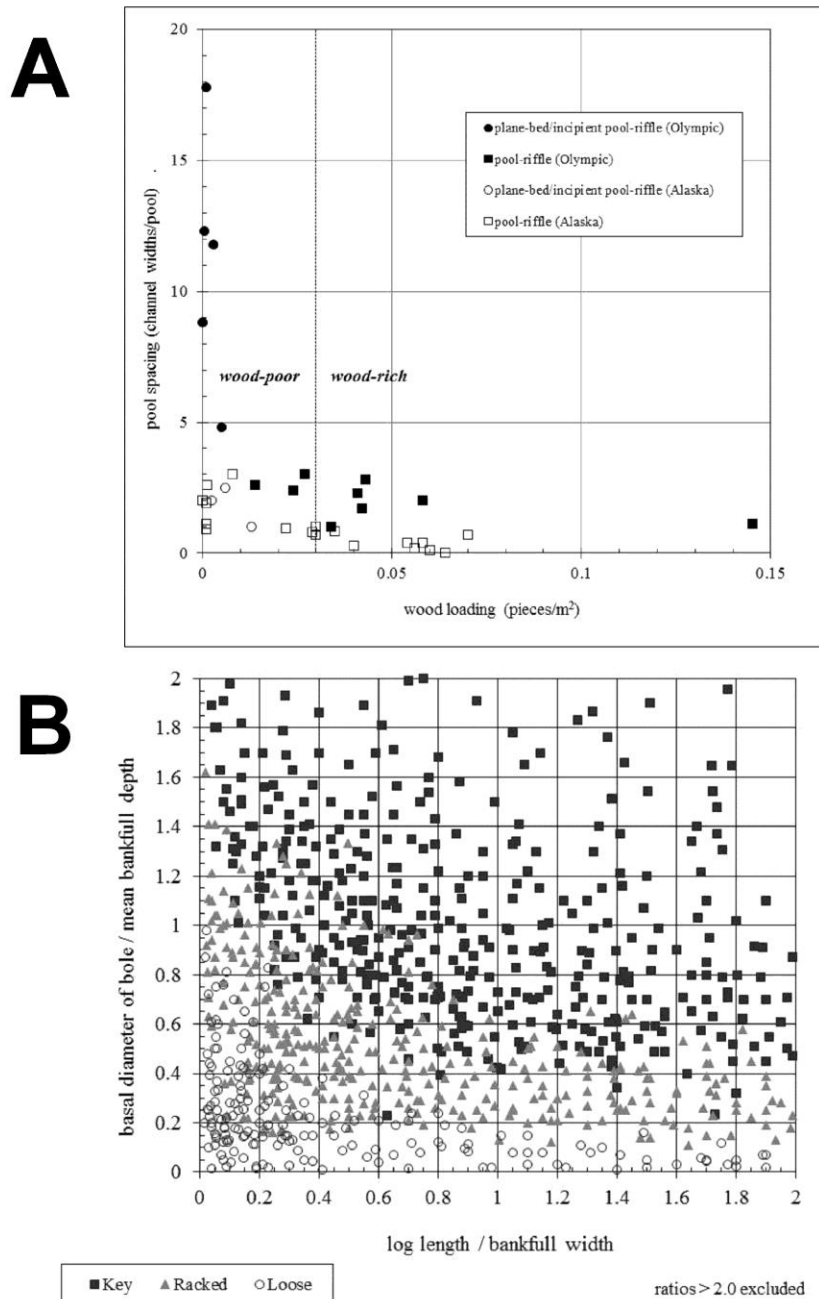 A
20
15
10
5
0
pool spacing (channel widths/pool)
plane-bed/incipient pool-riffle (Olympic)
pool-riffle (Olympic)
plane-bed/incipient pool-riffle (Alaska)
pool-riffle (Alaska)
wood-poor wood-rich
0 0.05 0.1 0.15
wood loading (pieces/m²)
B
2
1.8
1.6
1.4
1.2
1
0.8
0.6
0.4
0.2
0
basal diameter of bole / mean bankfull depth
0 0.2 0.4 0.6 0.8 1 1.2 1.4 1.6 1.8 2
log length / bankfull width
Key Racked Loose
ratios > 2.0 excluded